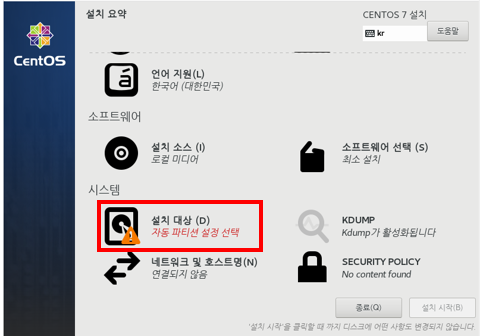 설치 요약
CENTOS 7 설치
kr
도움말
CentOS
언어 지원(L)
한국어 (대한민국)
소프트웨어
설치 소스 (I)
로컬 미디어
소프트웨어 선택 (S)
최소 설치
시스템
설치 대상 (D)
자동 파티션 설정 선택
KDUMP
Kdump가 활성화됩니다
네트워크 및 호스트명(N)
연결되지 않음
SECURITY POLICY
No content found
종료(Q)
설치 시작(B)
'설치 시작'을 클릭할 때 까지 디스크에 어떤 사항도 변경되지 않습니다.